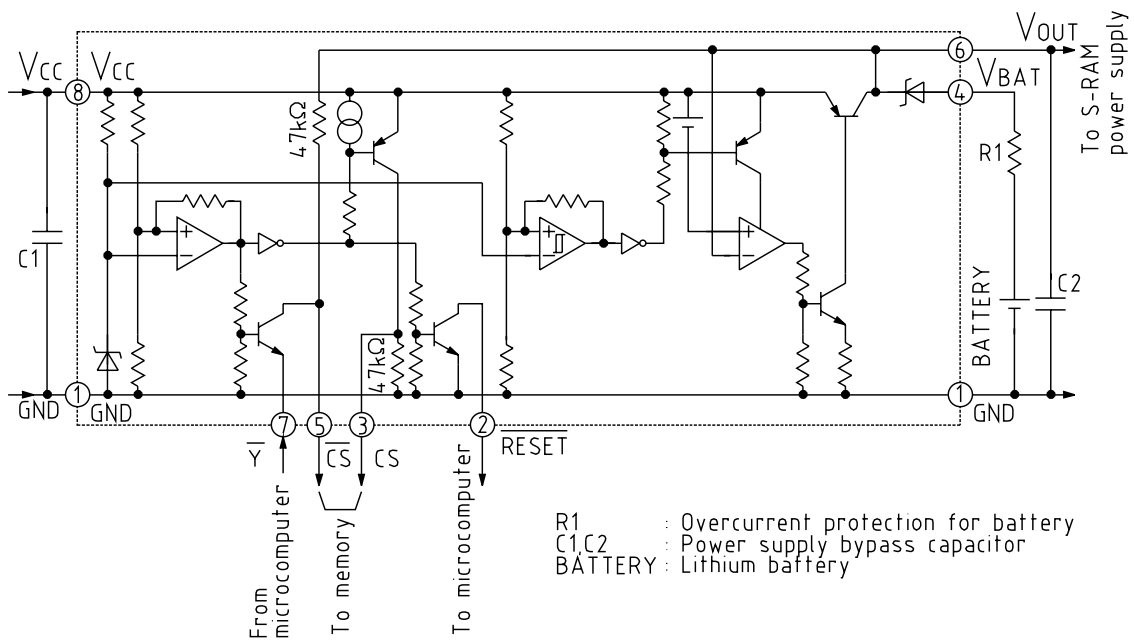 VOUT
VCC
8
VCC
6
VBAT
4
To S-RAM
power supply
47kΩ
R1
+
−
+
−
+
−
C1
C2
BATTERY
47kΩ
GND
1
GND
1
GND
7
5
3
2
Y
CS
CS
RESET
From
microcomputer
To memory
To microcomputer
R1 : Overcurrent protection for battery
C1,C2 : Power supply bypass capacitor
BATTERY : Lithium battery